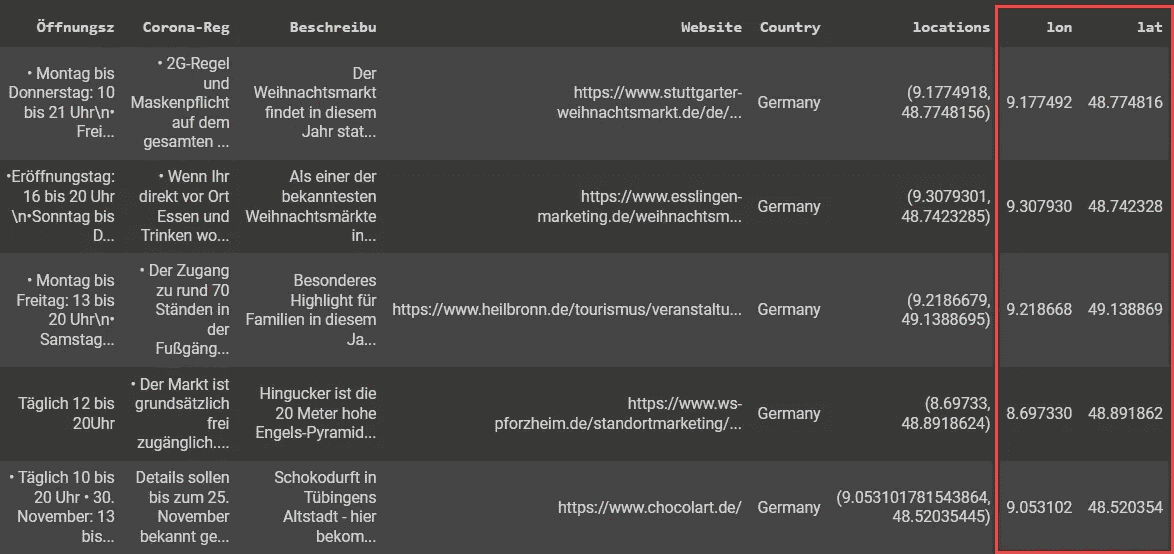 Öffnungsz Corona-Reg Beschreibu Website Country locations lon lat
• Montag bis
Donnerstag: 10
bis 21 Uhr\n•
Frei...
• 2G-Regel
und
Maskenpflicht
auf dem
gesamten ...
Der
Weihnachtsmarkt
findet in diesem
Jahr stat...
https://www.stuttgarter-
weihnachtsmarkt.de/de/...
Germany
(9.1774918,
48.7748156)
9.177492
48.774816
•Eröffnungstag:
16 bis 20 Uhr
\n•Sonntag bis
D...
• Wenn Ihr
direkt vor Ort
Essen und
Trinken wo...
Als einer der
bekanntesten
Weihnachtsmärkte
in...
https://www.esslingen-
marketing.de/weihnachtsm...
Germany
(9.3079301,
48.7423285)
9.307930
48.742328
• Montag bis
Freitag: 13 bis
20 Uhr\n•
Samstag...
• Der Zugang
zu rund 70
Ständen in
der
Fußgäng...
Besonderes
Highlight für
Familien in diesem
Ja...
https://www.heilbronn.de/tourismus/veranstaltu...
Germany
(9.2186679,
49.1388695)
9.218668
49.138869
Täglich 12 bis
20Uhr
• Der Markt ist
grundsätzlich
frei
zugänglich....
Hingucker ist die
20 Meter hohe
Engels-Pyramid...
https://www.ws-
pforzheim.de/standortmarketing/...
Germany
(8.69733,
48.8918624)
8.697330
48.891862
• Täglich 10 bis
20 Uhr • 30.
November: 13
bis...
Details sollen
bis zum 25.
November
bekannt ge...
Schokodurft in
Tübingens
Altstadt - hier
bekom...
https://www.chocolart.de/
Germany
(9.053101781543864,
48.52035445)
9.053102
48.520354